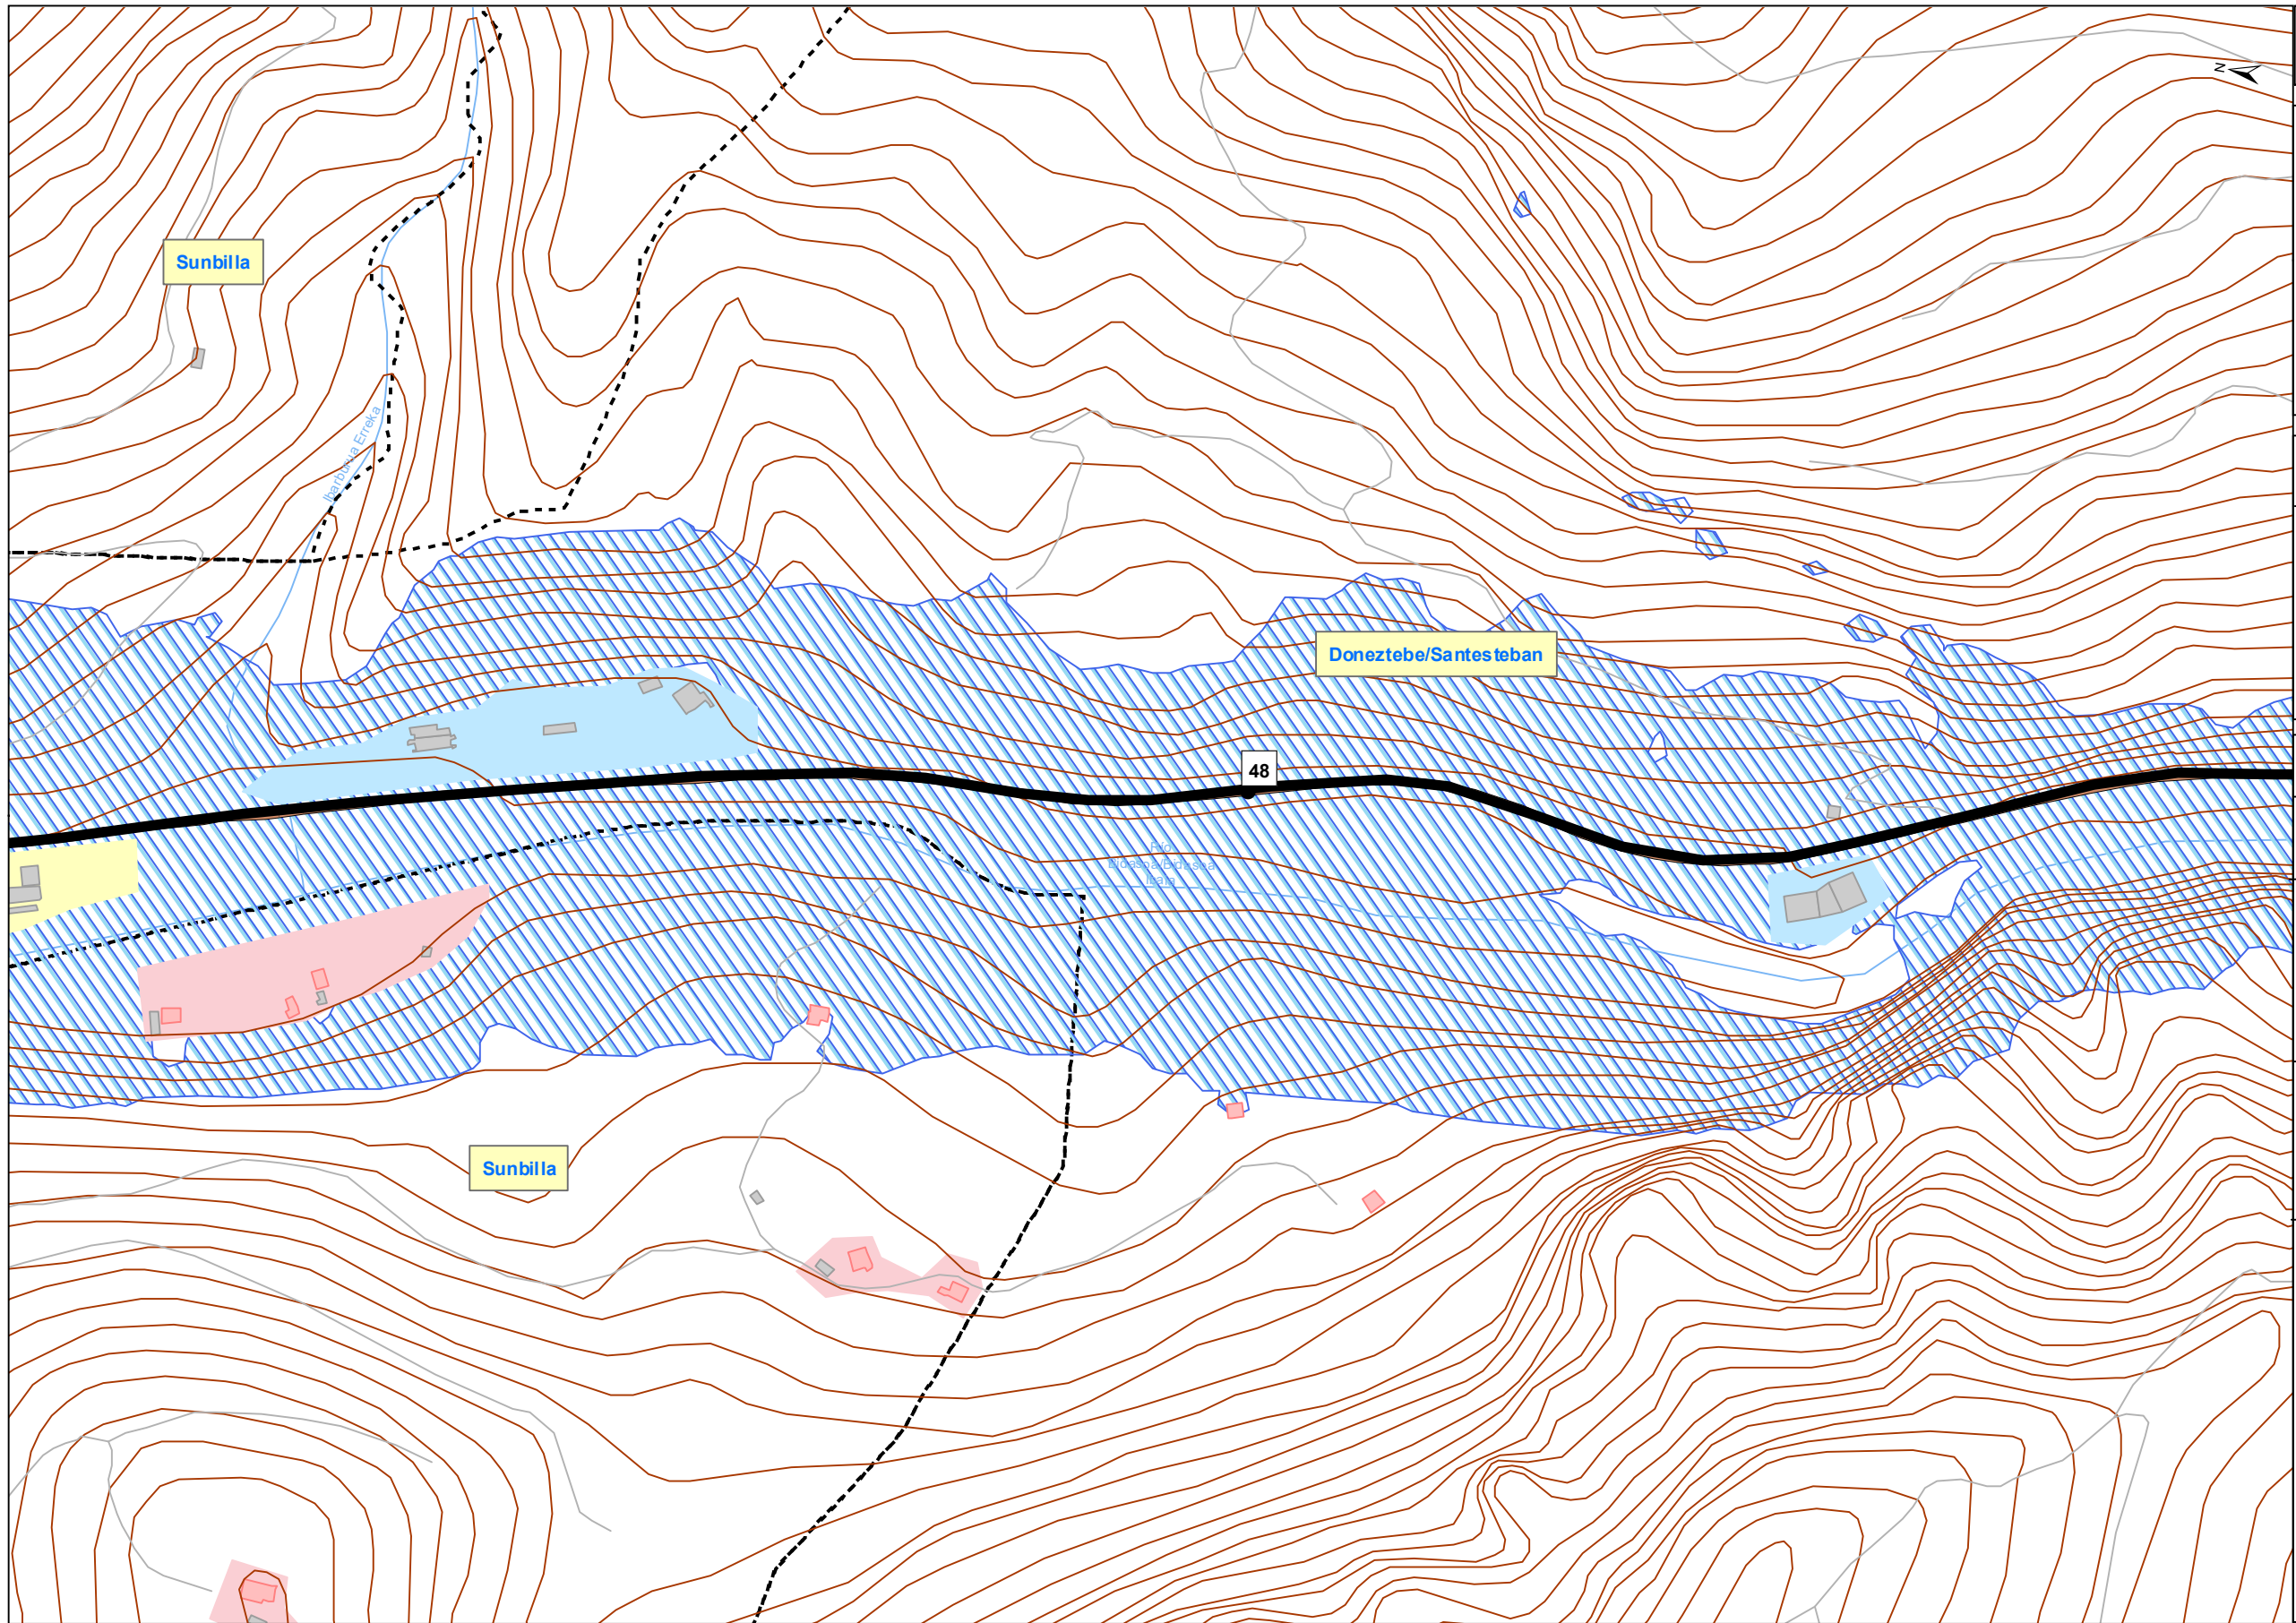 N
Sunbilla
Ibarburua Erreka
Doneztebe/Santesteban
48
Río
Bidasoa/Bidasoa
Ibaia
Sunbilla